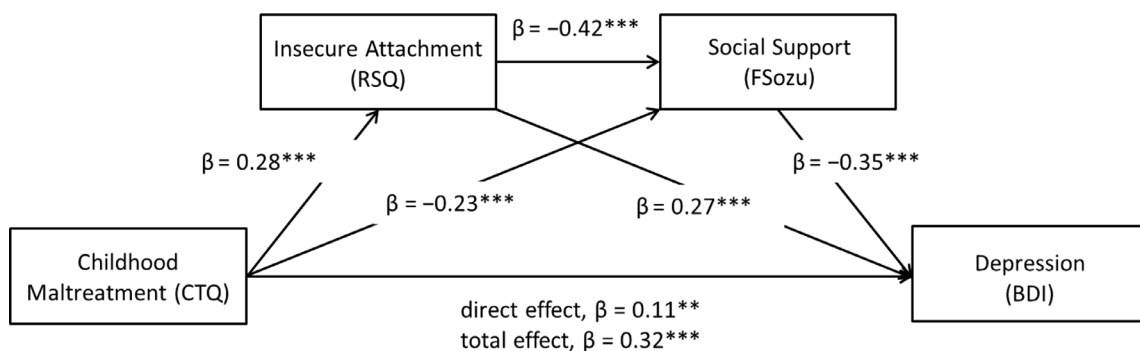 β = −0.42***
Insecure Attachment
(RSQ)
Social Support
(FSozu)
β = 0.28***
β = −0.35***
β = −0.23***
β = 0.27***
Childhood
Maltreatment (CTQ)
Depression
(BDI)
direct effect, β = 0.11**
total effect, β = 0.32***